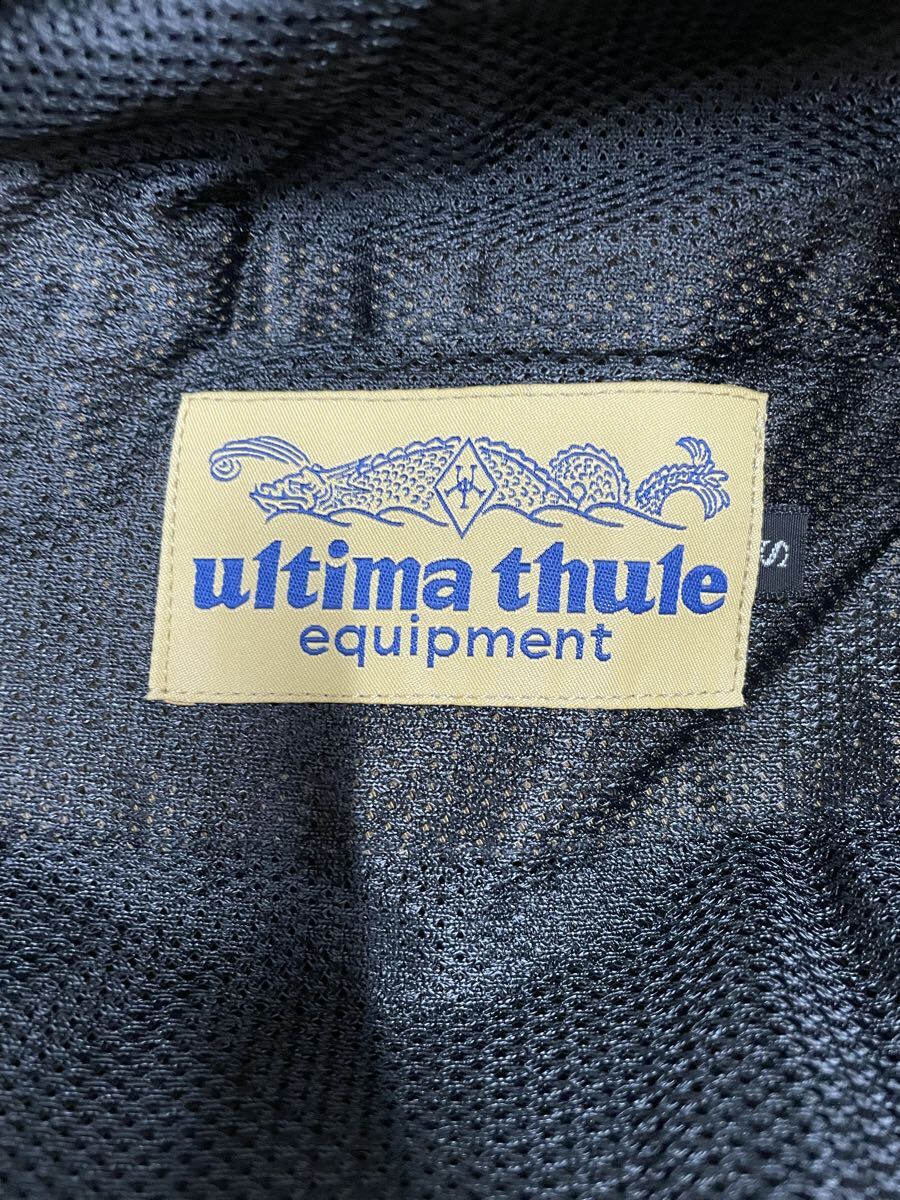 ultima thule
equipment
S